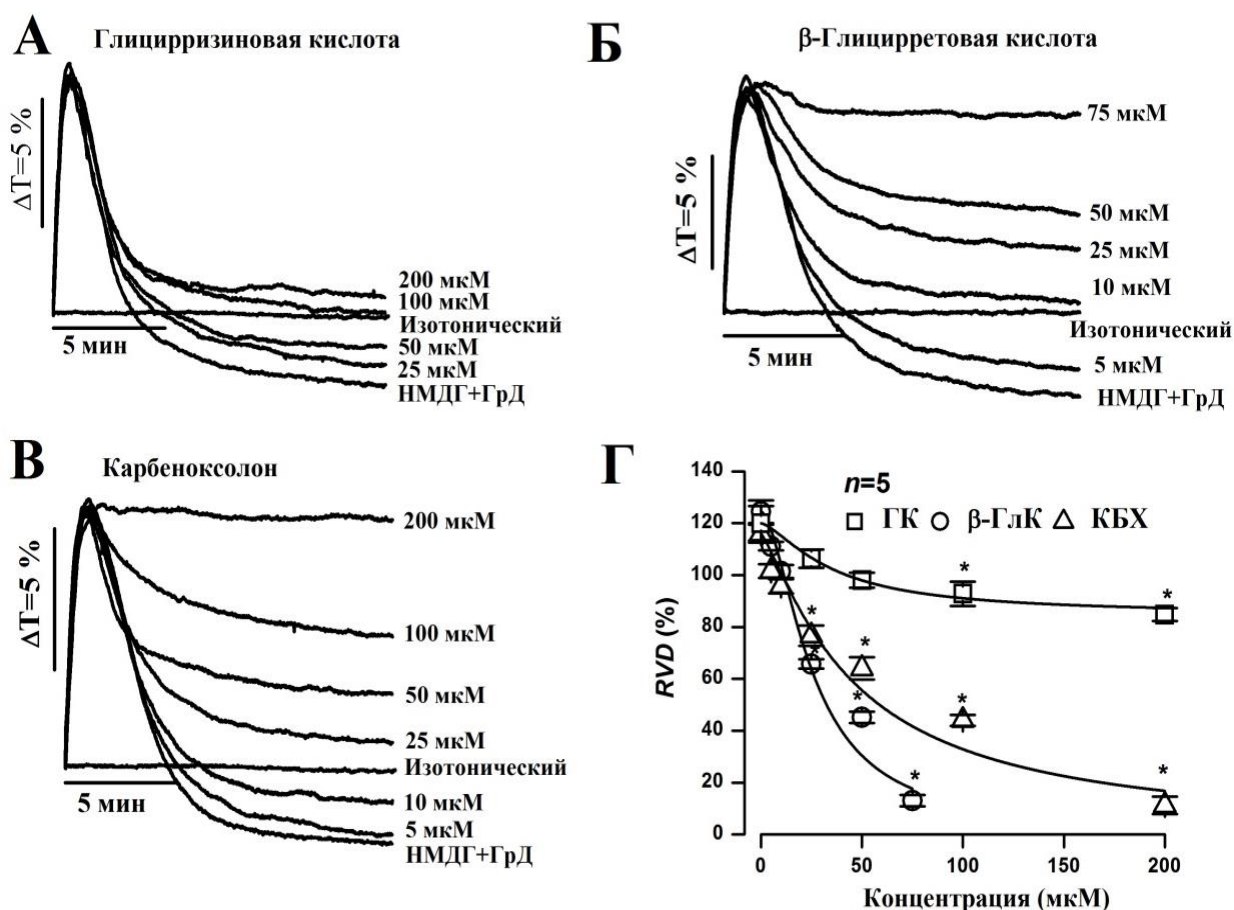 А
Глицирризиновая кислота
ΔT=5 %
200 мкМ
100 мкМ
Изотонический
50 мкМ
25 мкМ
НМДГ+ГрД
5 мин
Б
β-Глицирретовая кислота
ΔT=5 %
75 мкМ
50 мкМ
25 мкМ
10 мкМ
Изотонический
5 мкМ
НМДГ+ГрД
5 мин
В
Карбеноксолон
ΔT=5 %
200 мкМ
100 мкМ
50 мкМ
25 мкМ
Изотонический
10 мкМ
5 мкМ
НМДГ+ГрД
5 мин
Г
n=5
ГК β-ГлК КБХ
RVD (%)
140
120
100
80
60
40
20
0
* * * * * * * * *
0 50 100 150 200
Концентрация (мкМ)